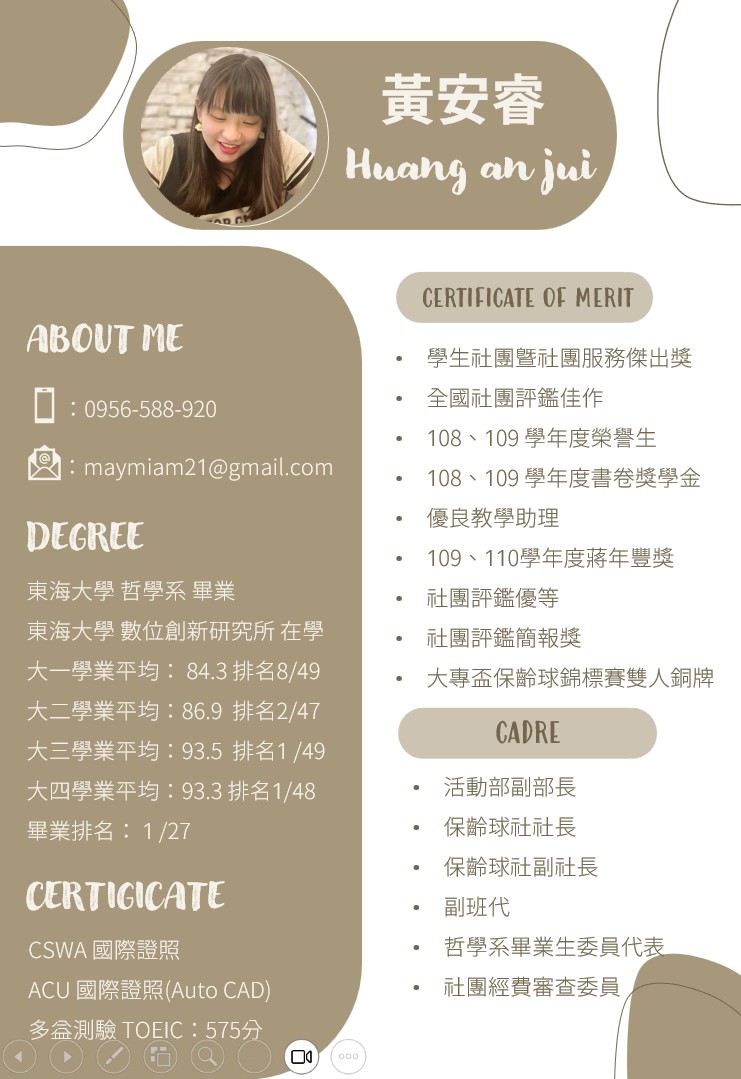 黃安睿
Huang an jui
ABOUT ME
：0956-588-920
@
：maymiam21@gmail.com
DEGREE
東海大學 哲學系 畢業
東海大學 數位創新研究所 在學
大一學業平均： 84.3 排名8/49
大二學業平均：86.9 排名2/47
大三學業平均：93.5 排名1 /49
大四學業平均：93.3 排名1/48
畢業排名： 1 /27
CERTIGICATE
CSWA 國際證照
ACU 國際證照(Auto CAD)
多益測驗 TOEIC：575分
CERTIFICATE OF MERIT
• 學生社團暨社團服務傑出獎
• 全國社團評鑑佳作
• 108、109 學年度榮譽生
• 108、109 學年度書卷獎學金
• 優良教學助理
• 109、110學年度蔣年豐獎
• 社團評鑑優等
• 社團評鑑簡報獎
• 大專盃保齡球錦標賽雙人銅牌
CADRE
• 活動部副部長
• 保齡球社社長
• 保齡球社副社長
• 副班代
• 哲學系畢業生委員代表
• 社團經費審查委員